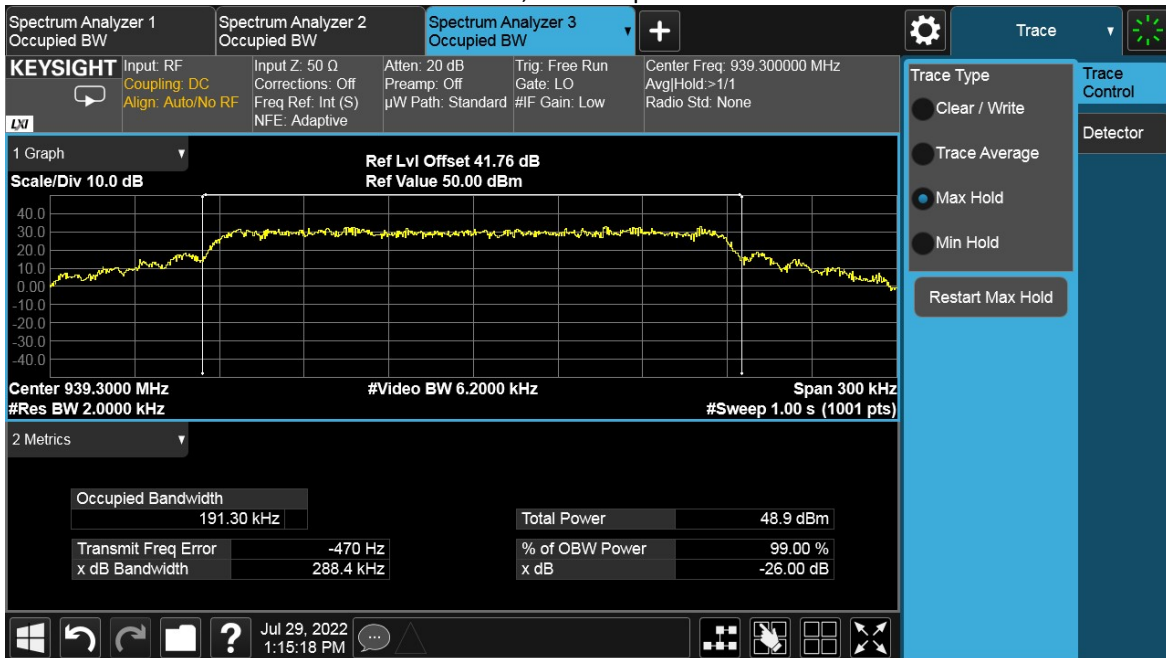 Spectrum Analyzer 1
Occupied BW
Spectrum Analyzer 2
Occupied BW
Spectrum Analyzer 3
Occupied BW
+
Trace
KEYSIGHT
LXI
Input: RF
Coupling: DC
Align: Auto/No RF
Input Z: 50 Ω
Corrections: Off
Freq Ref: Int (S)
NFE: Adaptive
Atten: 20 dB
Preamp: Off
µW Path: Standard
Trig: Free Run
Gate: LO
#IF Gain: Low
Center Freq: 939.300000 MHz
Avg|Hold:>1/1
Radio Std: None
Trace Type
Clear / Write
Trace Average
Max Hold
Min Hold
Restart Max Hold
Trace
Control
Detector
1 Graph
Scale/Div 10.0 dB
Ref Lvl Offset 41.76 dB
Ref Value 50.00 dBm
40.0
30.0
20.0
10.0
0.00
-10.0
-20.0
-30.0
-40.0
Center 939.3000 MHz
#Video BW 6.2000 kHz
Span 300 kHz
#Res BW 2.0000 kHz
#Sweep 1.00 s (1001 pts)
2 Metrics
Occupied Bandwidth
191.30 kHz
Total Power 48.9 dBm
Transmit Freq Error -470 Hz
% of OBW Power 99.00 %
x dB Bandwidth 288.4 kHz
x dB -26.00 dB
?
Jul 29, 2022
1:15:18 PM